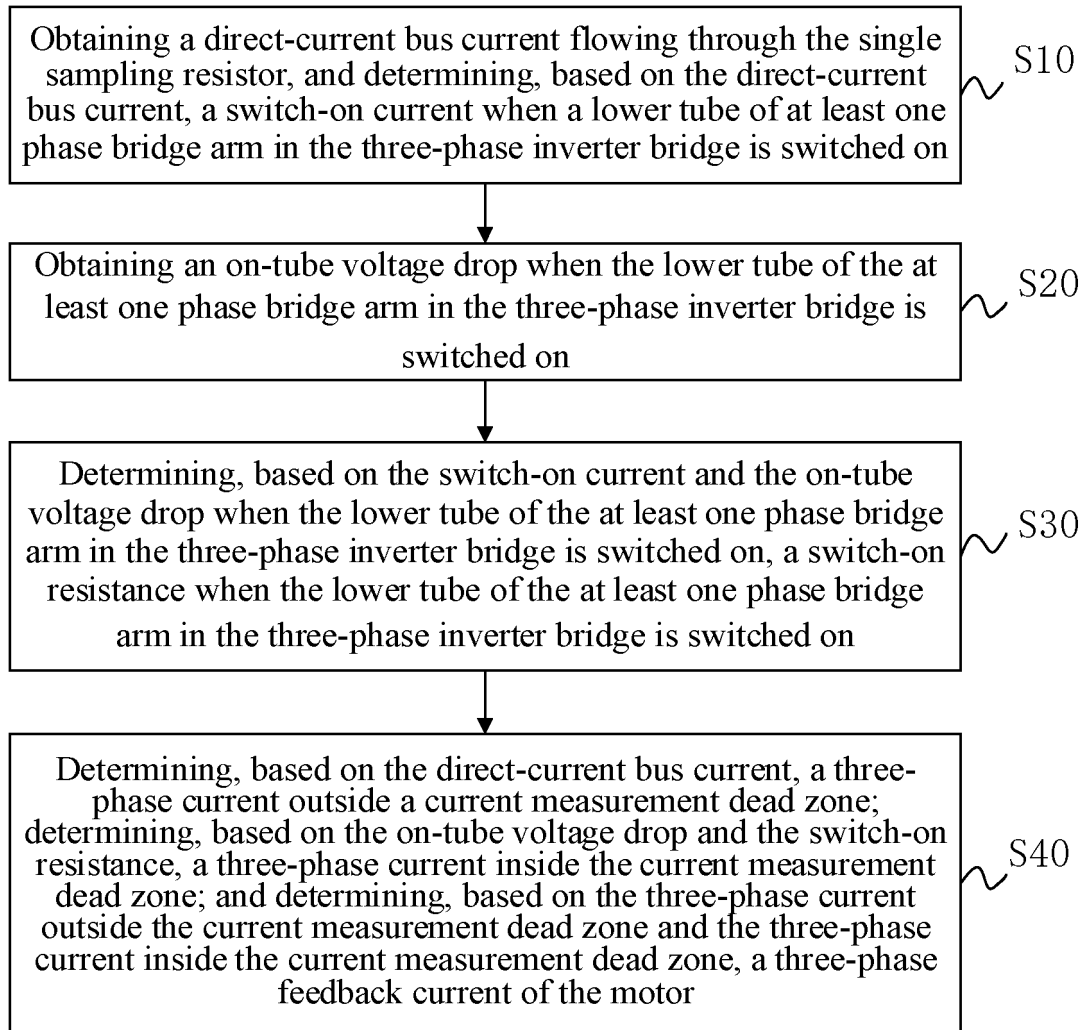 Obtaining a direct-current bus current flowing through the single
sampling resistor, and determining, based on the direct-current
bus current, a switch-on current when a lower tube of at least one
phase bridge arm in the three-phase inverter bridge is switched on
S10
Obtaining an on-tube voltage drop when the lower tube of the at
least one phase bridge arm in the three-phase inverter bridge is
switched on
S20
Determining, based on the switch-on current and the on-tube
voltage drop when the lower tube of the at least one phase bridge
arm in the three-phase inverter bridge is switched on, a switch-on
resistance when the lower tube of the at least one phase bridge
arm in the three-phase inverter bridge is switched on
S30
Determining, based on the direct-current bus current, a three-
phase current outside a current measurement dead zone;
determining, based on the on-tube voltage drop and the switch-on
resistance, a three-phase current inside the current measurement
dead zone; and determining, based on the three-phase current
outside the current measurement dead zone and the three-phase
current inside the current measurement dead zone, a three-phase
feedback current of the motor
S40